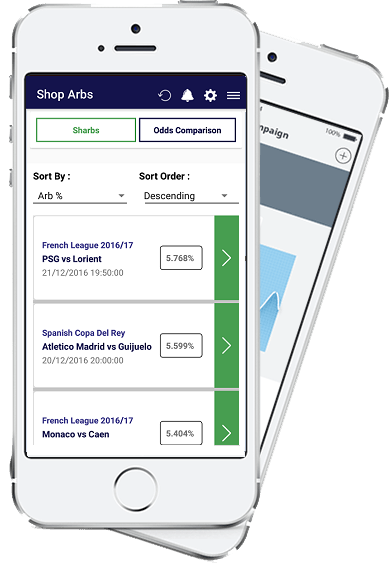 Shop Arbs
Sharbs
Odds Comparison
Sort By :
Sort Order :
Arb %
Descending
French League 2016/17
PSG vs Lorient
21/12/2016 19:50:00
5.768%
Spanish Copa Del Rey
Atletico Madrid vs Guijuelo
20/12/2016 20:00:00
5.599%
French League 2016/17
Monaco vs Caen
5.404%
100%